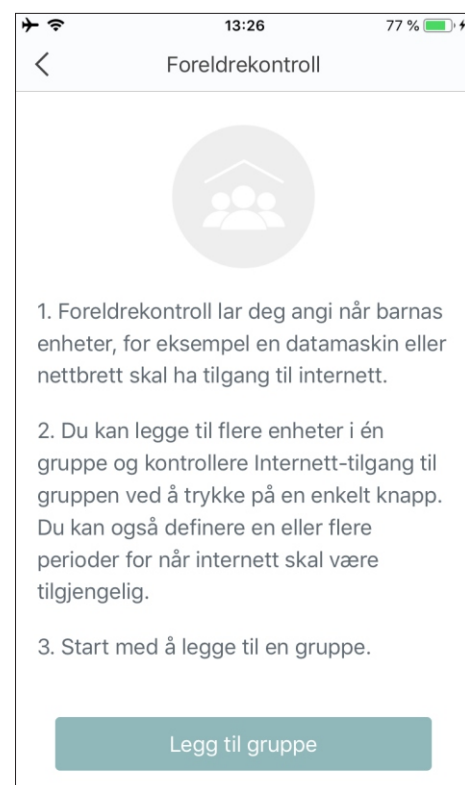 13:26
77 %
Foreldrekontroll
1. Foreldrekontroll lar deg angi når barnas
enheter, for eksempel en datamaskin eller
nettbrett skal ha tilgang til internett.
2. Du kan legge til flere enheter i én
gruppe og kontrollere Internett-tilgang til
gruppen ved å trykke på en enkelt knapp.
Du kan også definere en eller flere
perioder for når internett skal være
tilgjengelig.
3. Start med å legge til en gruppe.
Legg til gruppe